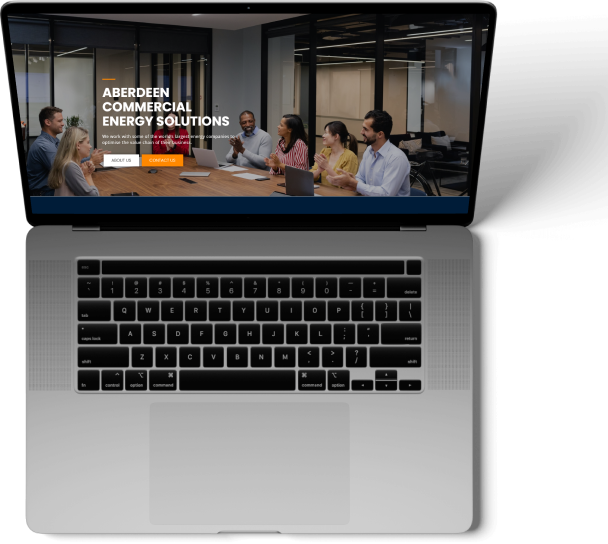 ABERDEEN
COMMERCIAL
ENERGY SOLUTIONS
We work with some of the world's largest energy companies to
optimise the value chain of their business.
ABOUT US
CONTACT US
esc
! @ # $ % ^ & * ( )
1 2 3 4 5 6 7 8 9 0 - = delete
tab Q W E R T Y U I O P { }
[ ] \
caps lock A S D F G H J K L : "
; ' return
shift Z X C V B N M < > ?
, . / shift
fn control option command command option